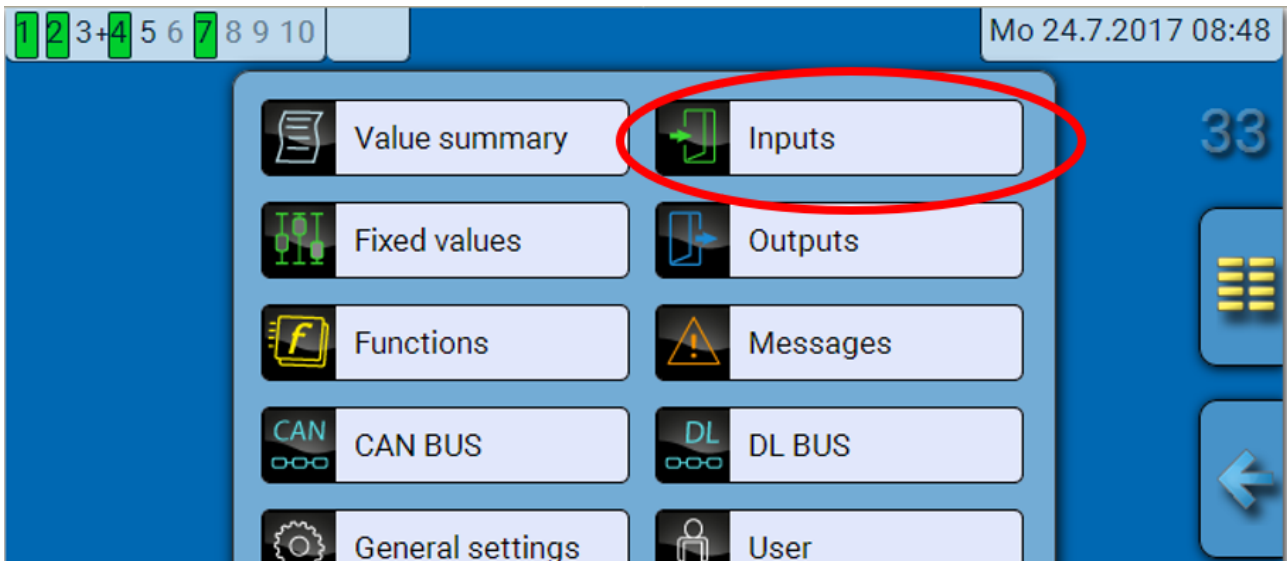 1 2 3+4 5 6 7 8 9 10
Mo 24.7.2017 08:48
Value summary
Inputs
33
Fixed values
Outputs
f
Functions
Messages
CAN
CAN BUS
DL
DL BUS
General settings
User